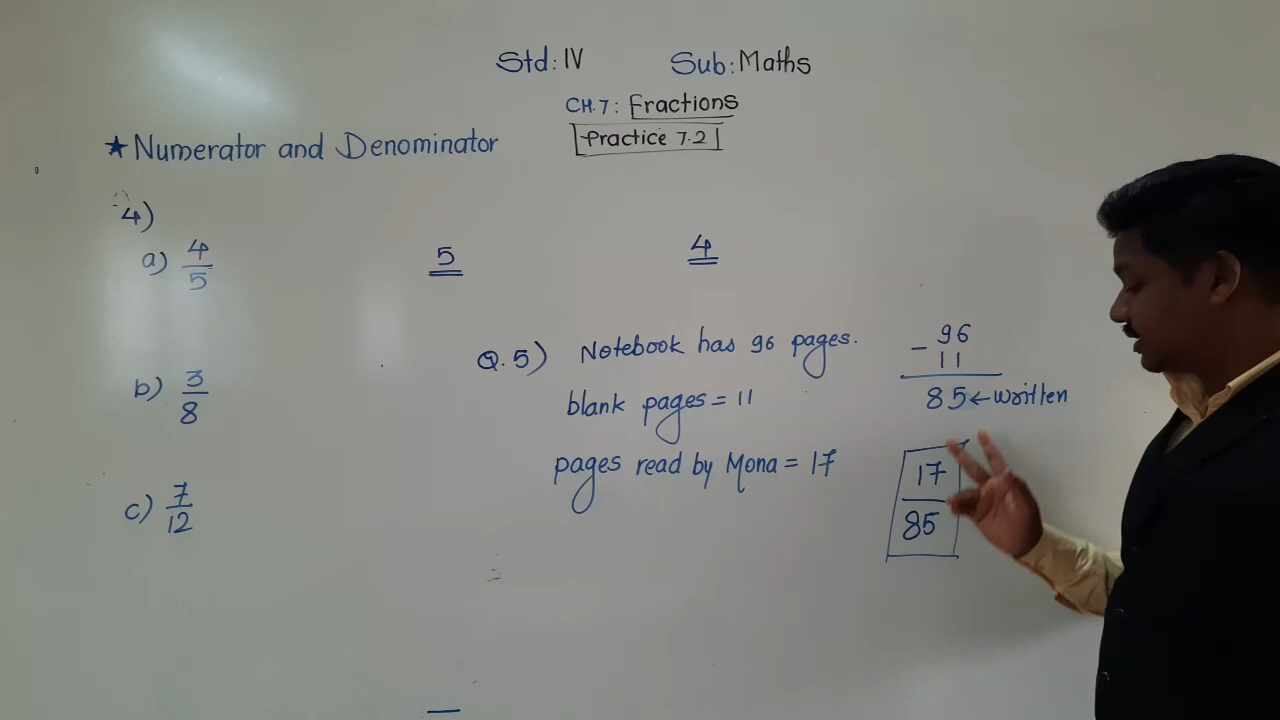 Std: IV Sub: Maths
CH.7: Fractions
Practice 7.2
★ Numerator and Denominator
4)
a) 4/5 5 4
b) 3/8
c) 7/12
Q.5) Notebook has 96 pages.
blank pages = 11
pages read by Mona = 17
96
- 11
85 ← written
17/85